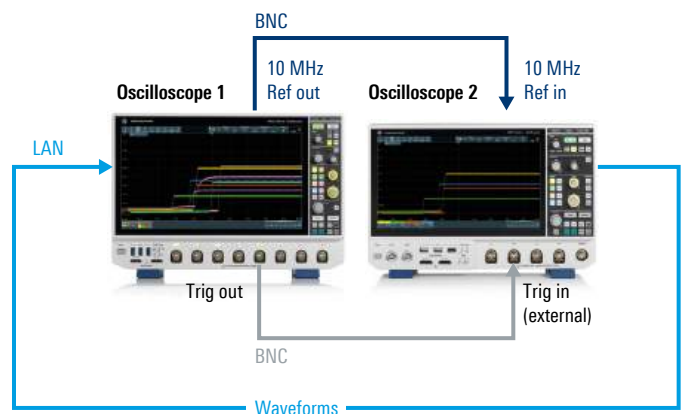 BNC
10 MHz
Ref out
10 MHz
Ref in
Oscilloscope 1
Oscilloscope 2
LAN
Trig out
Trig in
(external)
BNC
Waveforms